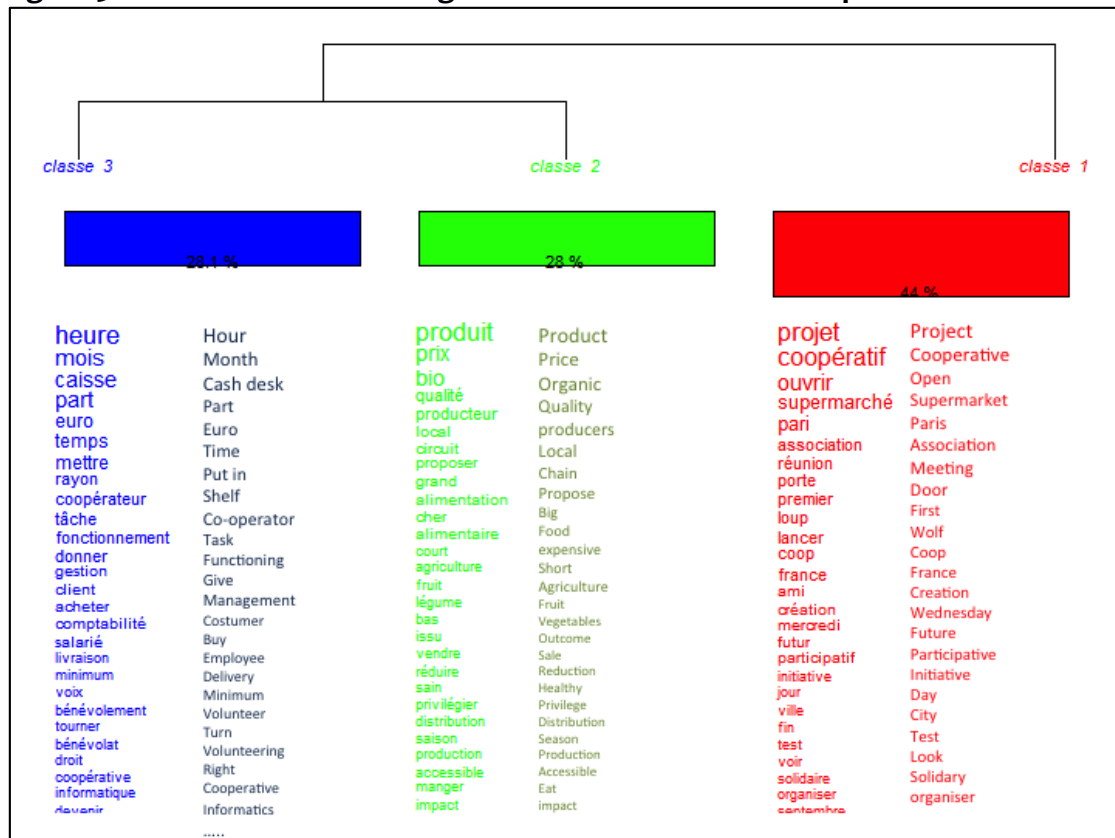 classe 3
classe 2
classe 1
28.1 %
28 %
44 %
heure
mois
caisse
part
euro
temps
mettre
rayon
coopérateur
tâche
fonctionnement
donner
gestion
client
acheter
comptabilité
salarié
livraison
minimum
voix
bénévolement
tourner
bénévolat
droit
coopérative
informatique
devenir
Hour
Month
Cash desk
Part
Euro
Time
Put in
Shelf
Co-operator
Task
Functioning
Give
Management
Costumer
Buy
Employee
Delivery
Minimum
Volunteer
Turn
Volunteering
Right
Cooperative
Informatics
.....
produit
prix
bio
qualité
producteur
local
circuit
proposer
grand
alimentation
cher
alimentaire
court
agriculture
fruit
légume
bas
issu
vendre
réduire
sain
privilégier
distribution
saison
production
accessible
manger
impact
Product
Price
Organic
Quality
producers
Local
Chain
Propose
Big
Food
expensive
Short
Agriculture
Fruit
Vegetables
Outcome
Sale
Reduction
Healthy
Privilege
Distribution
Season
Production
Accessible
Eat
impact
projet
coopératif
ouvrir
supermarché
pari
association
réunion
porte
premier
loup
lancer
coop
france
ami
création
mercredi
futur
participatif
initiative
jour
ville
fin
test
voir
solidaire
organiser
septembre
Project
Cooperative
Open
Supermarket
Paris
Association
Meeting
Door
First
Wolf
Coop
France
Creation
Wednesday
Future
Participative
Initiative
Day
City
Test
Look
Solidary
organiser